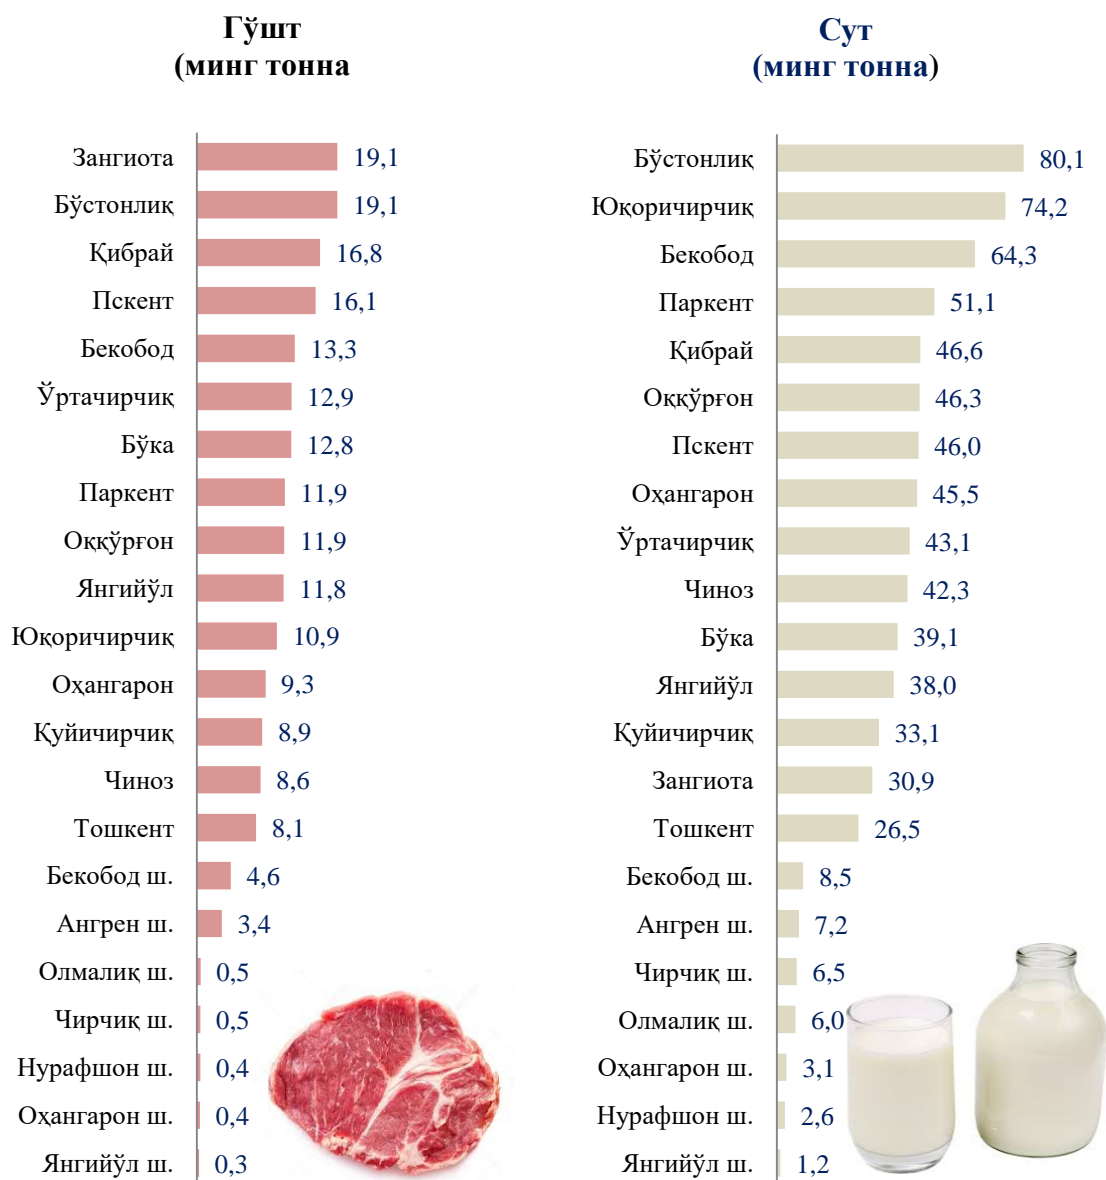 Гўшт
(минг тонна
Зангиота 19,1
Бўстонлиқ 19,1
Қибрай 16,8
Пскент 16,1
Бекобод 13,3
Ўртачирчиқ 12,9
Бўка 12,8
Паркент 11,9
Оққўрғон 11,9
Янгийўл 11,8
Юқоричирчиқ 10,9
Оҳангарон 9,3
Қуйичирчиқ 8,9
Чиноз 8,6
Тошкент 8,1
Бекобод ш. 4,6
Ангрен ш. 3,4
Олмалиқ ш. 0,5
Чирчиқ ш. 0,5
Нурафшон ш. 0,4
Оҳангарон ш. 0,4
Янгийўл ш. 0,3
Сут
(минг тонна)
Бўстонлиқ 80,1
Юқоричирчиқ 74,2
Бекобод 64,3
Паркент 51,1
Қибрай 46,6
Оққўрғон 46,3
Пскент 46,0
Оҳангарон 45,5
Ўртачирчиқ 43,1
Чиноз 42,3
Бўка 39,1
Янгийўл 38,0
Қуйичирчиқ 33,1
Зангиота 30,9
Тошкент 26,5
Бекобод ш. 8,5
Ангрен ш. 7,2
Чирчиқ ш. 6,5
Олмалиқ ш. 6,0
Оҳангарон ш. 3,1
Нурафшон ш. 2,6
Янгийўл ш. 1,2